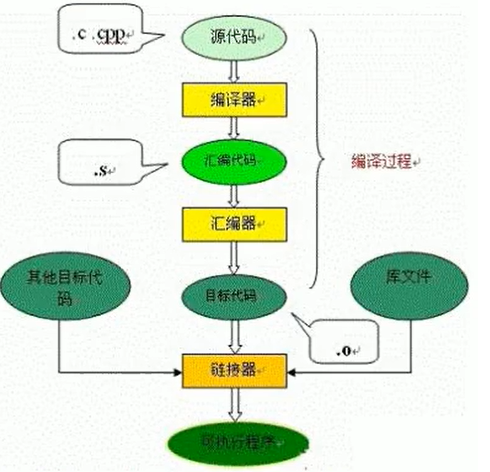 .c .cpp
源代码
编译器
汇编代码
.s
编译过程
汇编器
其他目标代
码
目标代码
库文件
.o
链接器
可执行程序